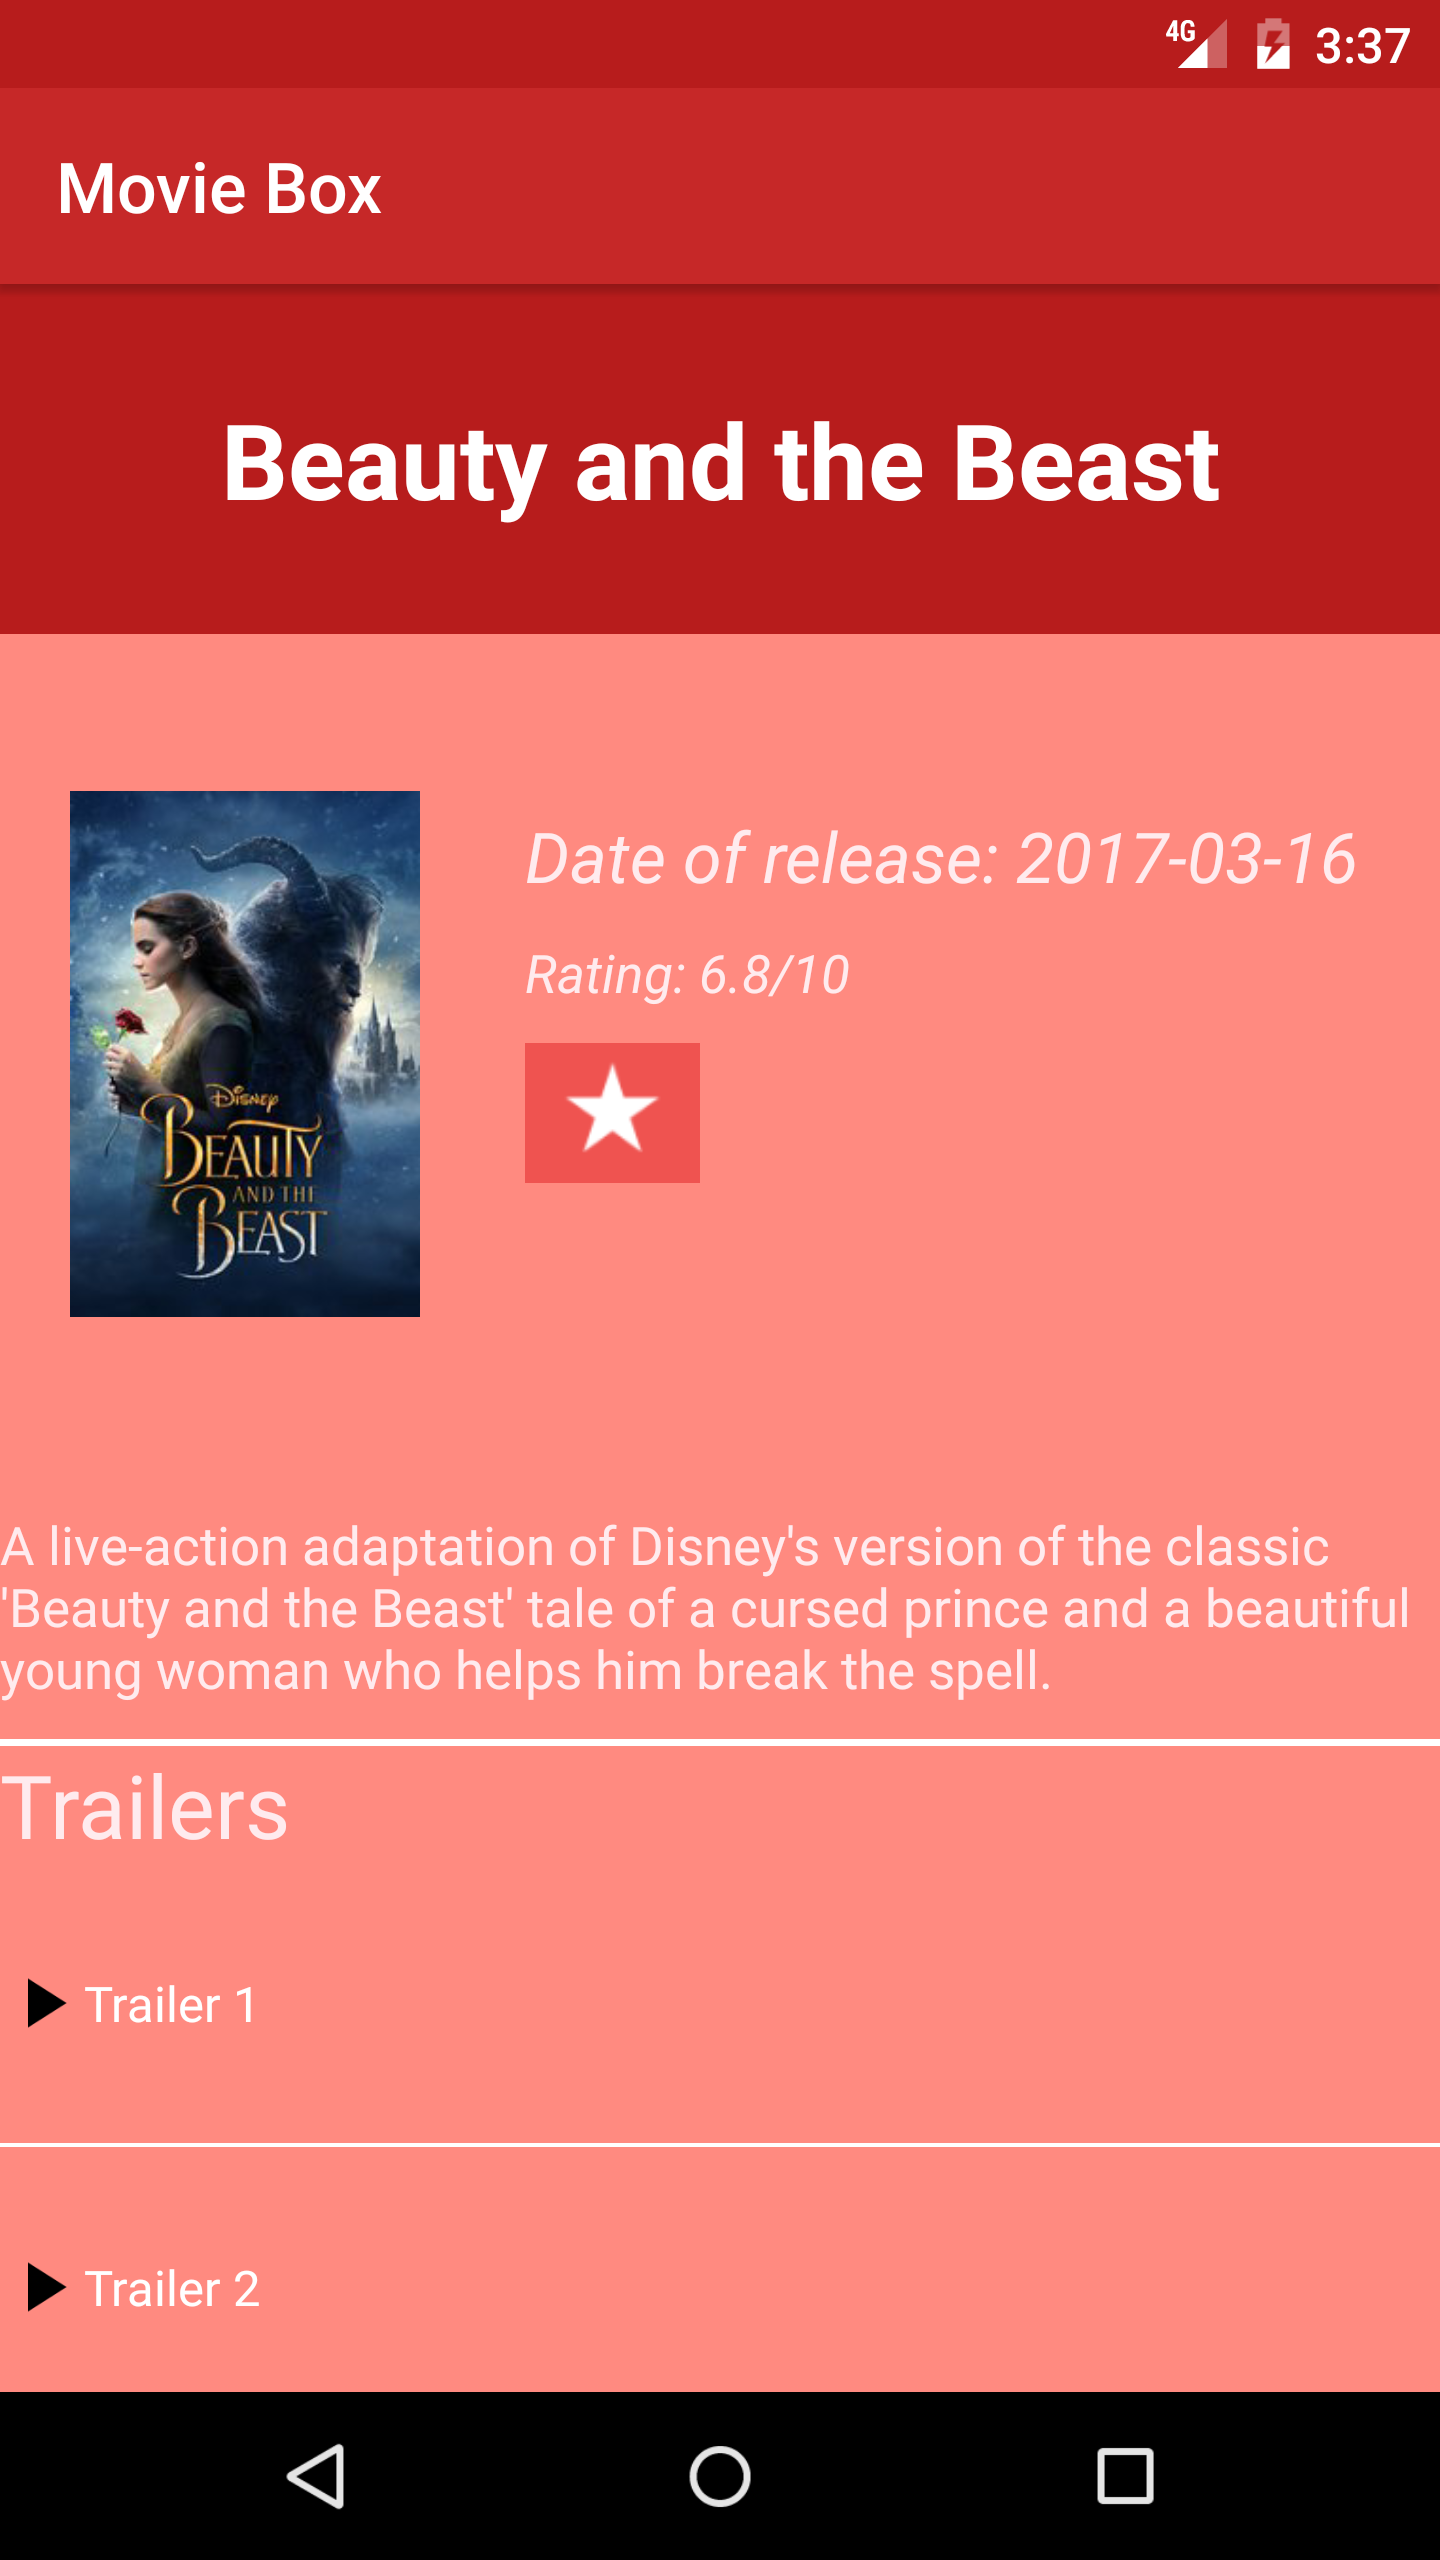 4G 3:37
Movie Box
Beauty and the Beast
Date of release: 2017-03-16
Rating: 6.8/10
Disney
Beauty
and the
Beast
A live-action adaptation of Disney's version of the classic
'Beauty and the Beast' tale of a cursed prince and a beautiful
young woman who helps him break the spell.
Trailers
Trailer 1
Trailer 2